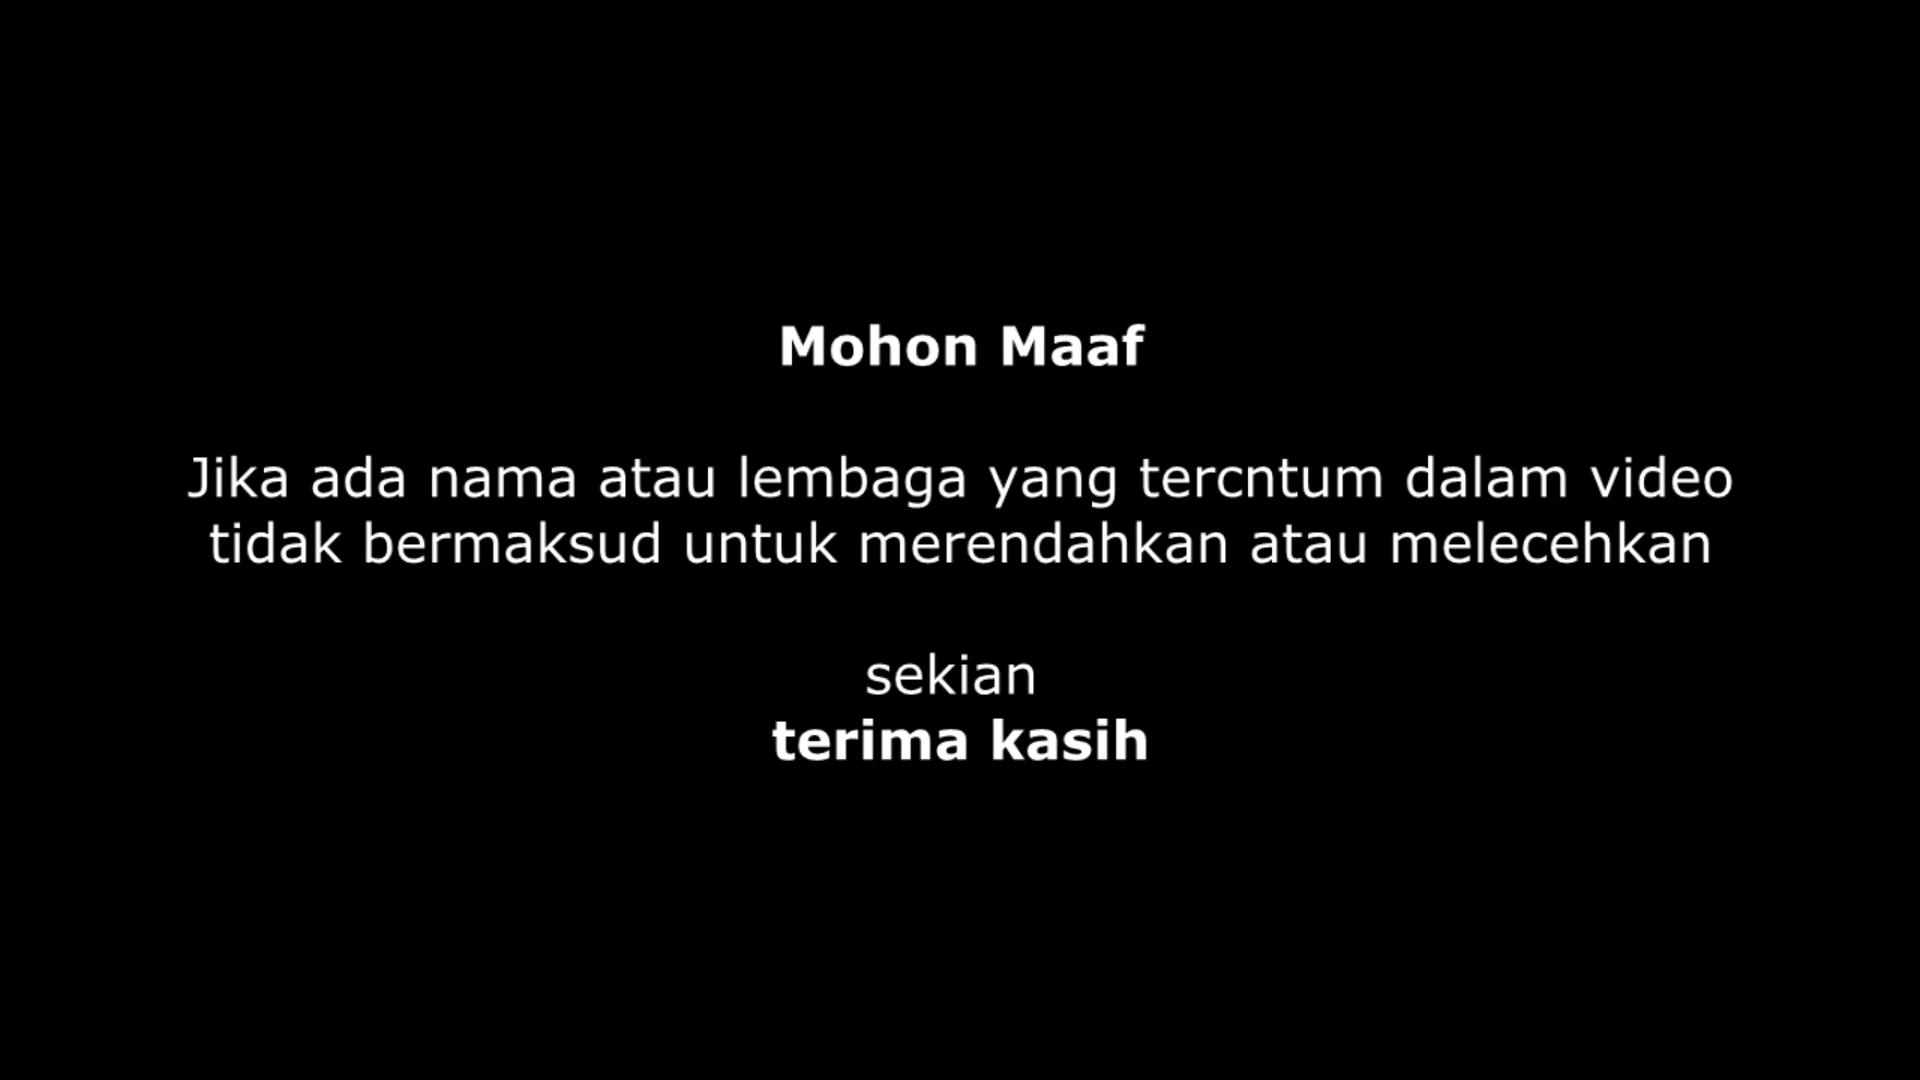 Mohon Maaf
Jika ada nama atau lembaga yang tercntum dalam video
tidak bermaksud untuk merendahkan atau melecehkan
sekian
terima kasih